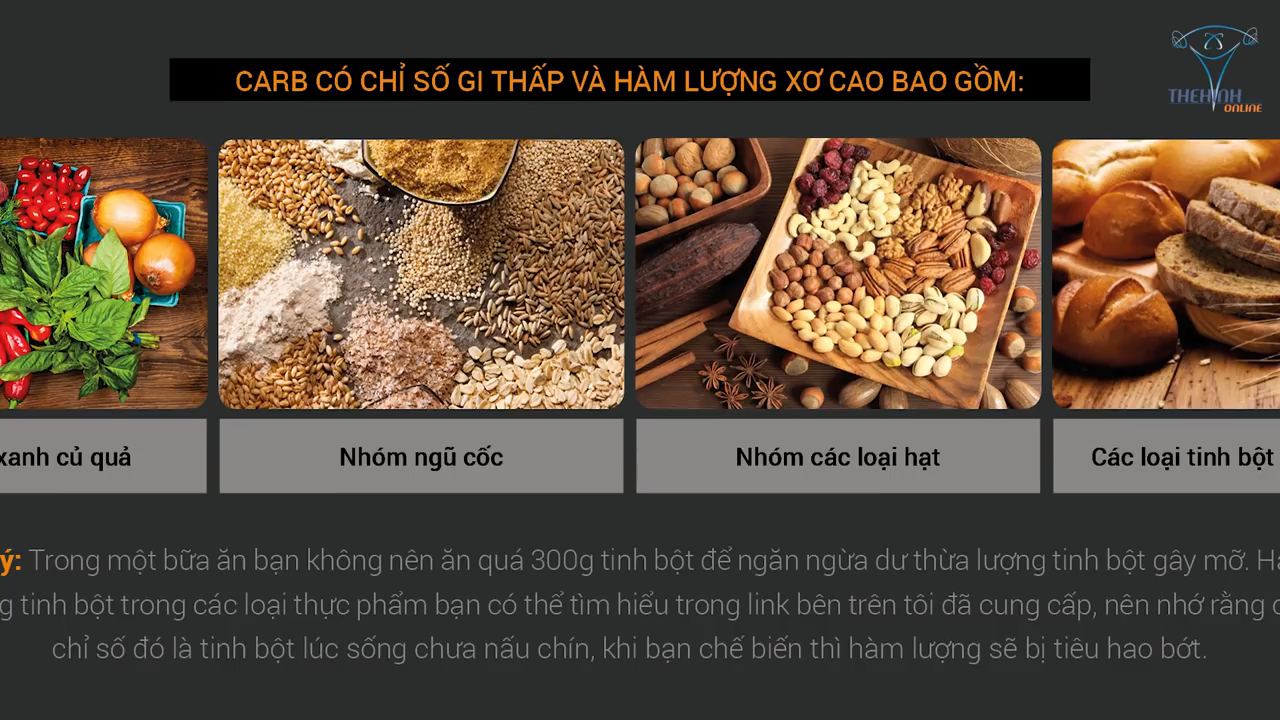 CARB CÓ CHỈ SỐ GI THẤP VÀ HÀM LƯỢNG XƠ CAO BAO GỒM:
THEHINH
ONLINE
xanh củ quả
Nhóm ngũ cốc
Nhóm các loại hạt
Các loại tinh bột
ý: Trong một bữa ăn bạn không nên ăn quá 300g tinh bột để ngăn ngừa dư thừa lượng tinh bột gây mỡ. Hà
g tinh bột trong các loại thực phẩm bạn có thể tìm hiểu trong link bên trên tôi đã cung cấp, nên nhớ rằng c
chỉ số đó là tinh bột lúc sống chưa nấu chín, khi bạn chế biến thì hàm lượng sẽ bị tiêu hao bớt.